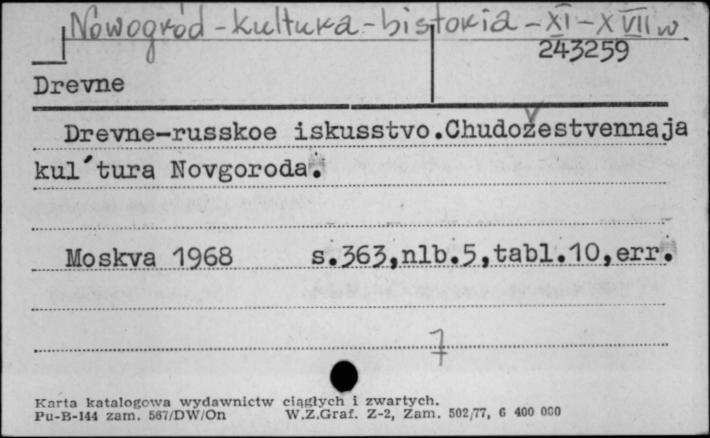 Nowogród - kultura - historia - XI - XVII w.
243259
Drevne
Drevne-russkoe iskusstvo.Chudožestvennaja
kul´tura Novgoroda.
Moskva 1968 s.363,nlb.5,tabl.10,err.
7
Karta katalogowa wydawnictw ciągłych i zwartych.
Pu-B-144 zam. 567/DW/On W.Z.Graf. Z-2, Zam. 502/77, 6 400 000